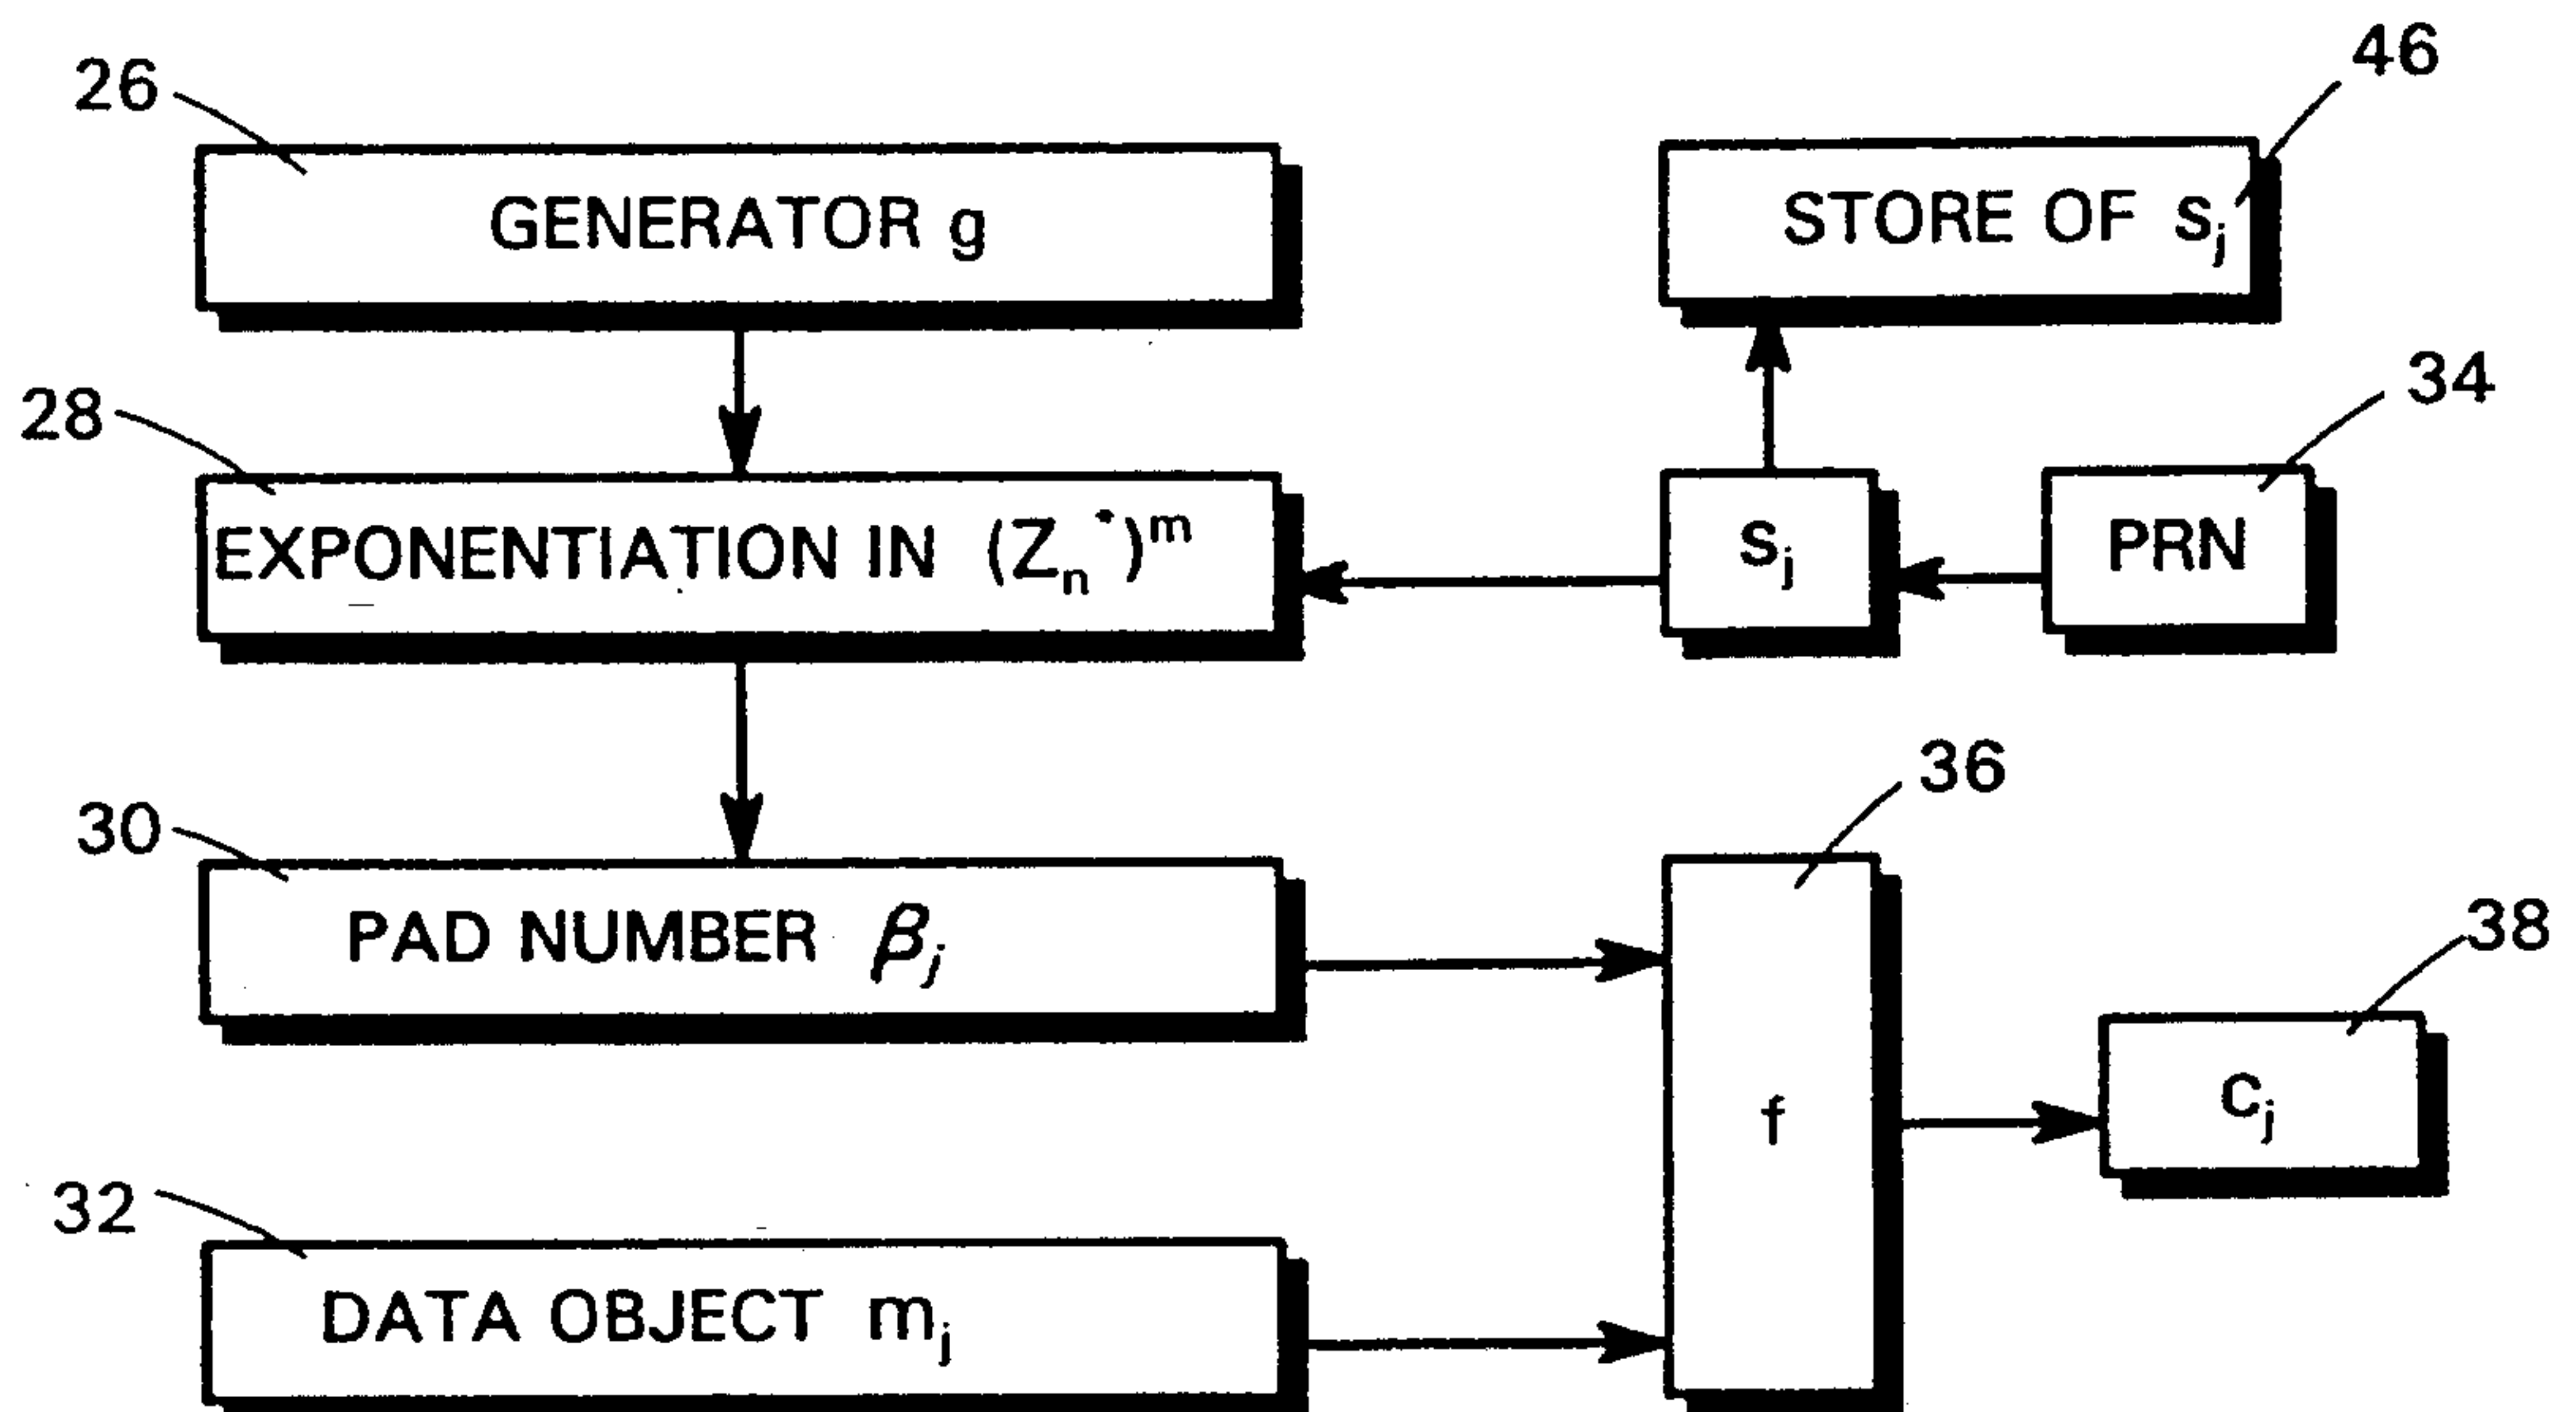 26
46
GENERATOR g
STORE OF sⱼ
28
34
EXPONENTIATION IN (Zₙ*)ᵐ
sⱼ
PRN
30
36
PAD NUMBER βⱼ
38
f
cⱼ
32
DATA OBJECT mⱼ